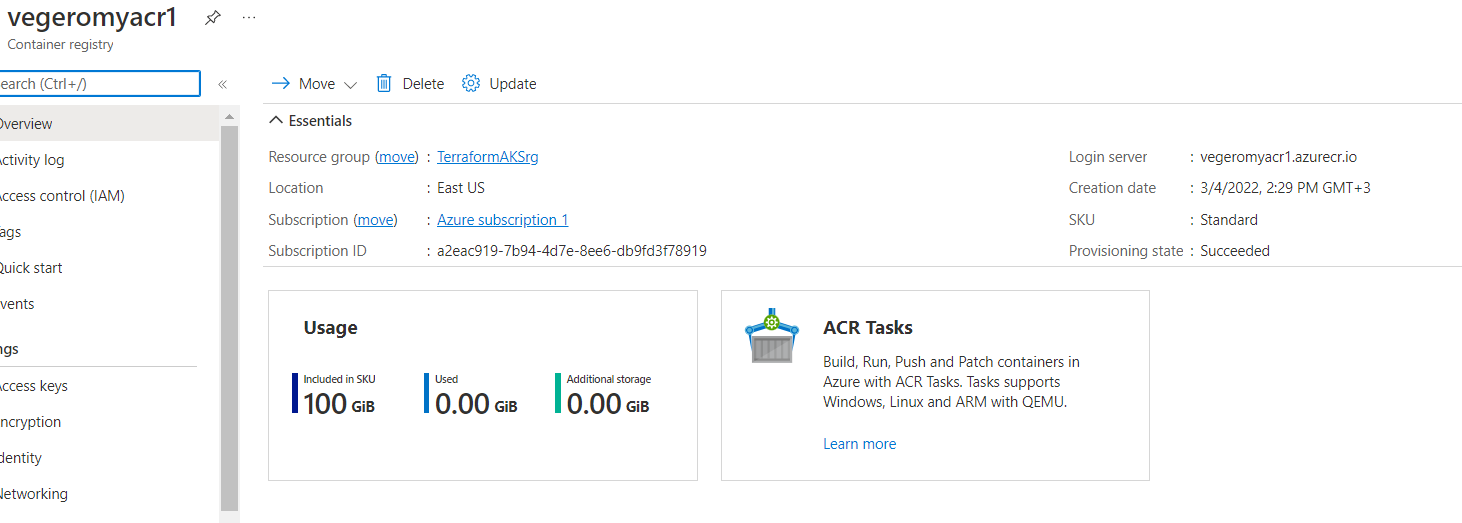 vegeromyacr1
Container registry
earch (Ctrl+/)
Overview
Activity log
Access control (IAM)
ags
Quick start
vents
ngs
Access keys
ncryption
dentity
Networking
Move
Delete
Update
Essentials
Resource group (move) : TerraformAKSrg
Location : East US
Subscription (move) : Azure subscription 1
Subscription ID : a2eac919-7b94-4d7e-8ee6-db9fd3f78919
Login server : vegeromyacr1.azurecr.io
Creation date : 3/4/2022, 2:29 PM GMT+3
SKU : Standard
Provisioning state : Succeeded
Usage
Included in SKU
100 GiB
Used
0.00 GiB
Additional storage
0.00 GiB
ACR Tasks
Build, Run, Push and Patch containers in
Azure with ACR Tasks. Tasks supports
Windows, Linux and ARM with QEMU.
Learn more